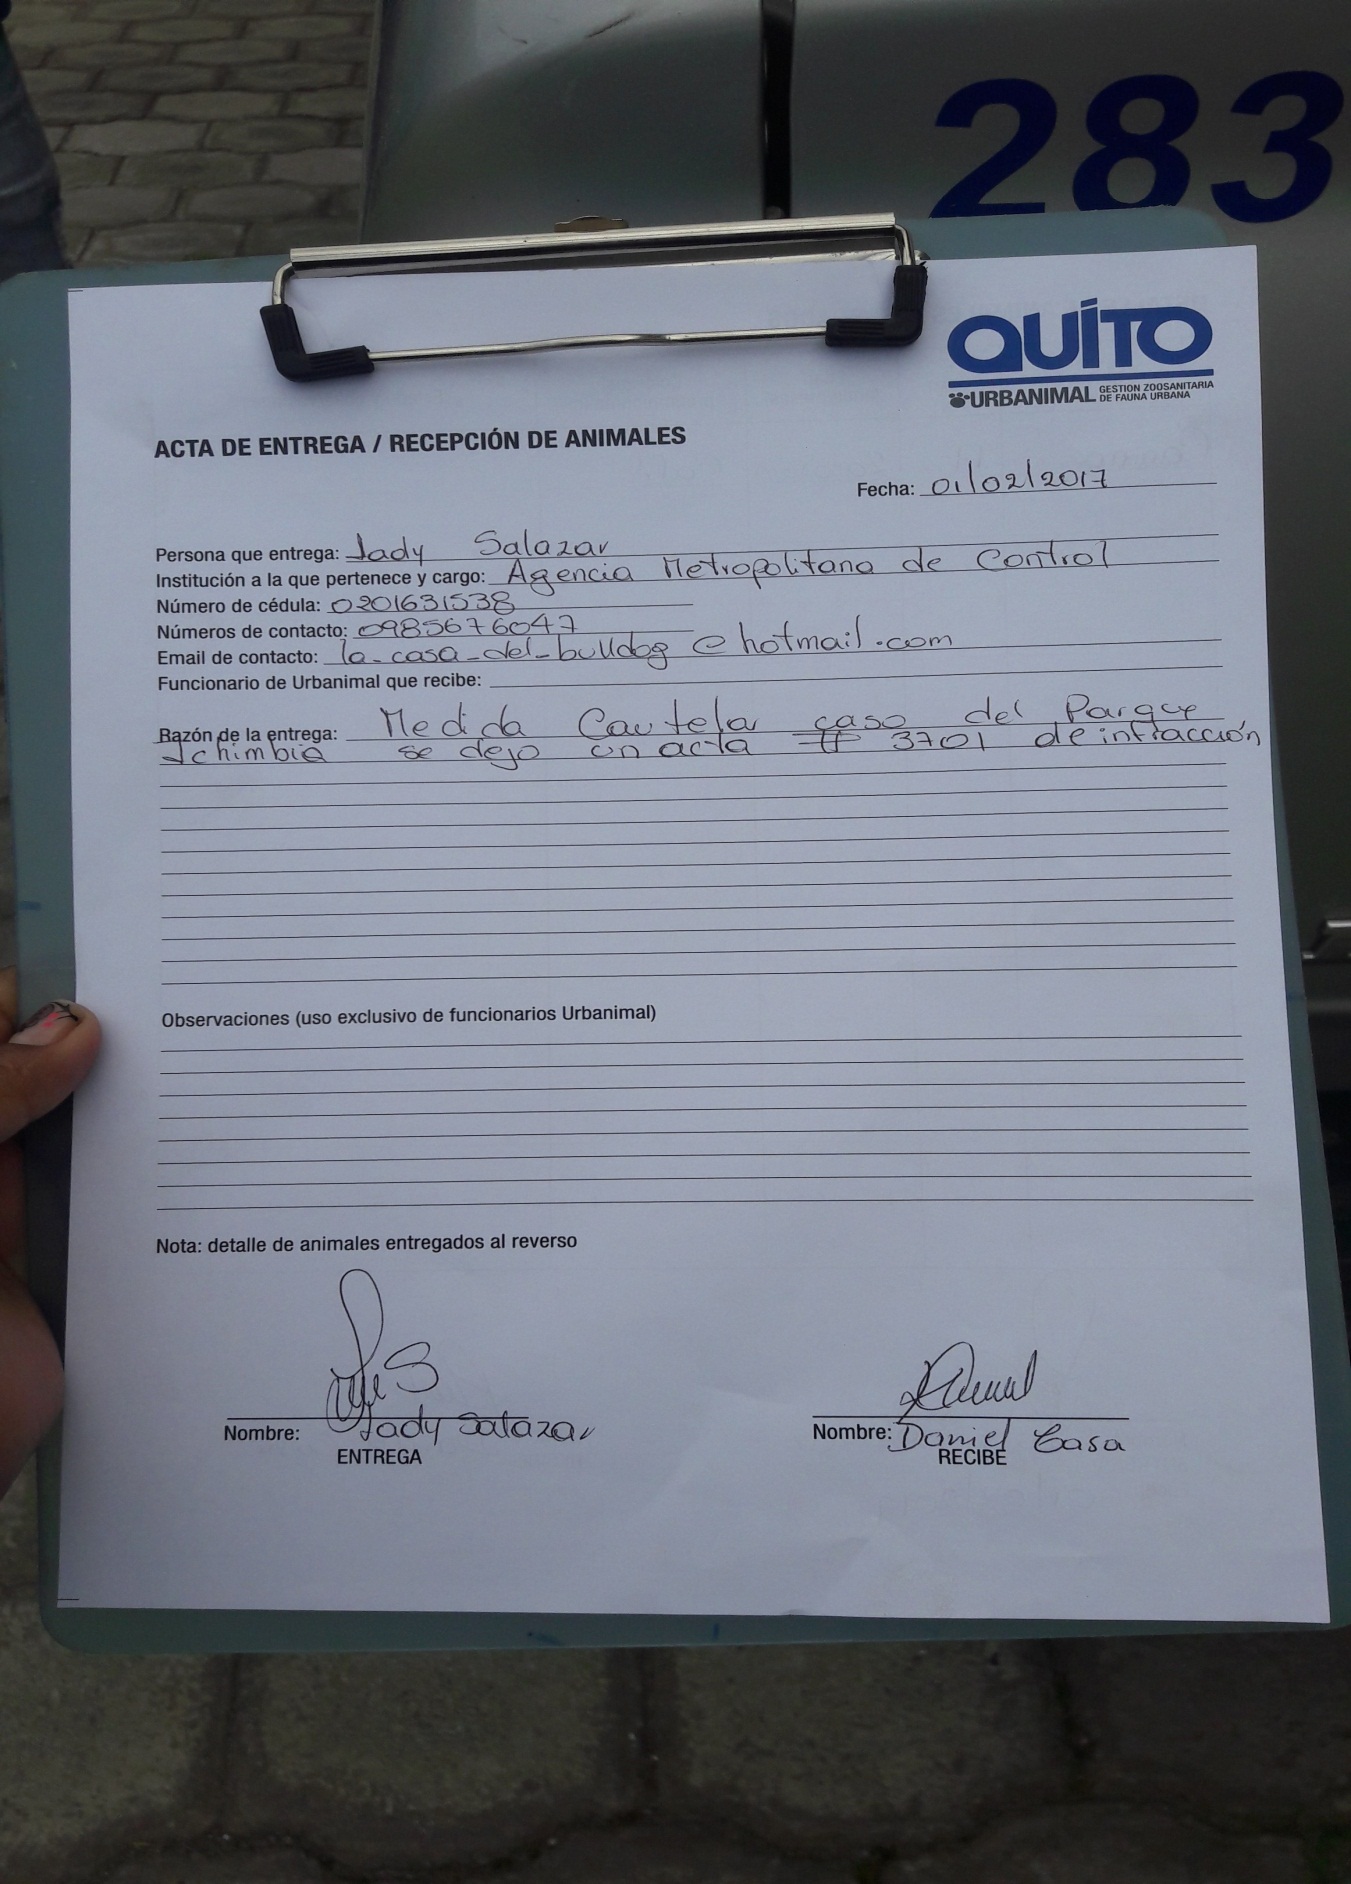 283
QUITO
URBANIMAL GESTION ZOOSANITARIA DE FAUNA URBANA
ACTA DE ENTREGA / RECEPCIÓN DE ANIMALES
Fecha: 01/02/2017
Persona que entrega: Jady Salazar
Institución a la que pertenece y cargo: Agencia Metropolitana de Control
Número de cédula: 0201631538
Números de contacto: 0985676047
Email de contacto: la-casa-del-bulldog@hotmail.com
Funcionario de Urbanimal que recibe:
Razón de la entrega: Medida Cautelar caso del Parque
Ichimbia se dejo un acta # 3701 de infracción
Observaciones (uso exclusivo de funcionarios Urbanimal)
Nota: detalle de animales entregados al reverso
Nombre: Jady Salazar
ENTREGA
Nombre: Daniel Casa
RECIBE